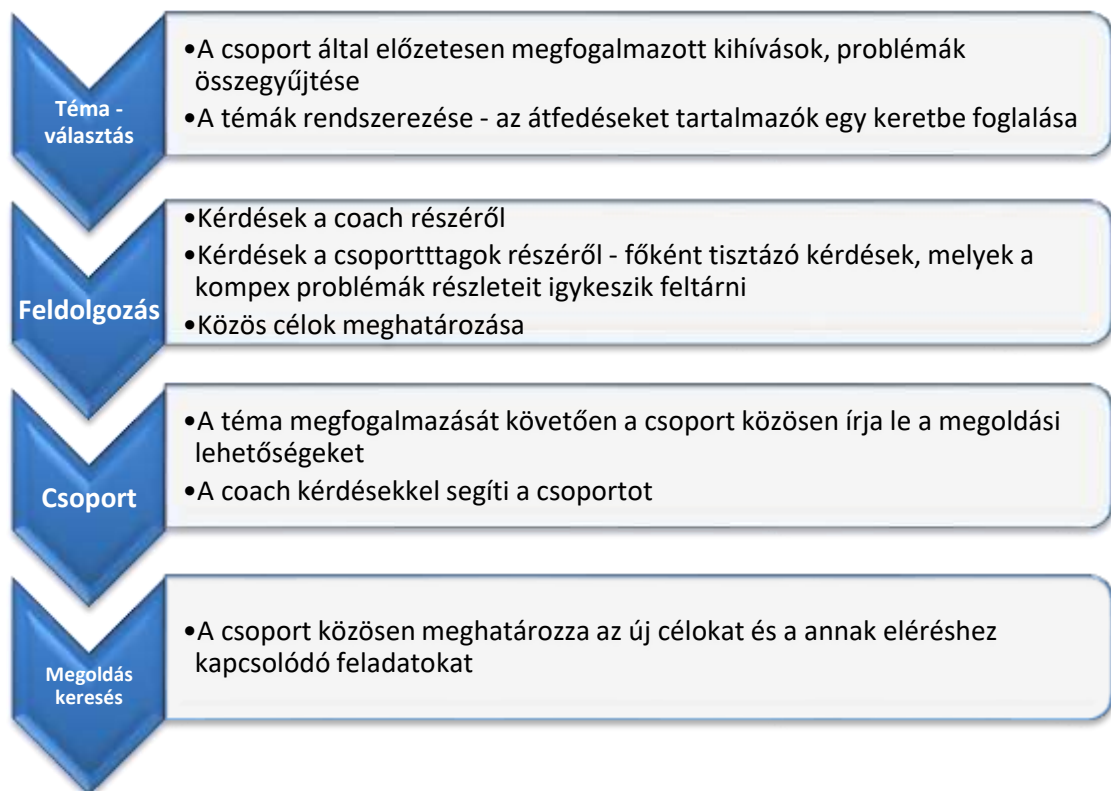 Téma -
választás
•A csoport által előzetesen megfogalmazott kihívások, problémák
összegyűjtése
•A témák rendszerezése - az átfedéseket tartalmazók egy keretbe foglalása
Feldolgozás
•Kérdések a coach részéről
•Kérdések a csoportttagok részéről - főként tisztázó kérdések, melyek a
kompex problémák részleteit igykeszik feltárni
•Közös célok meghatározása
Csoport
•A téma megfogalmazását követően a csoport közösen írja le a megoldási
lehetőségeket
•A coach kérdésekkel segíti a csoportot
Megoldás
keresés
•A csoport közösen meghatározza az új célokat és a annak eléréshez
kapcsolódó feladatokat